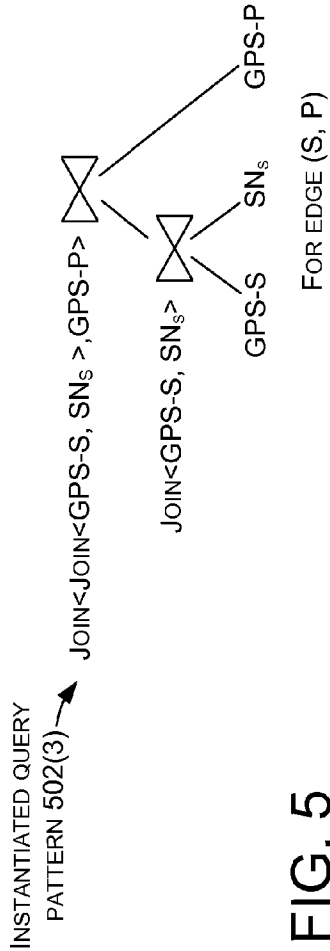 INSTANTIATED QUERY
PATTERN 502(3)
JOIN<JOIN<GPS-S, SNS >,GPS-P>
JOIN<GPS-S, SNS>
GPS-S
SNS
GPS-P
FOR EDGE (S, P)
FIG. 5